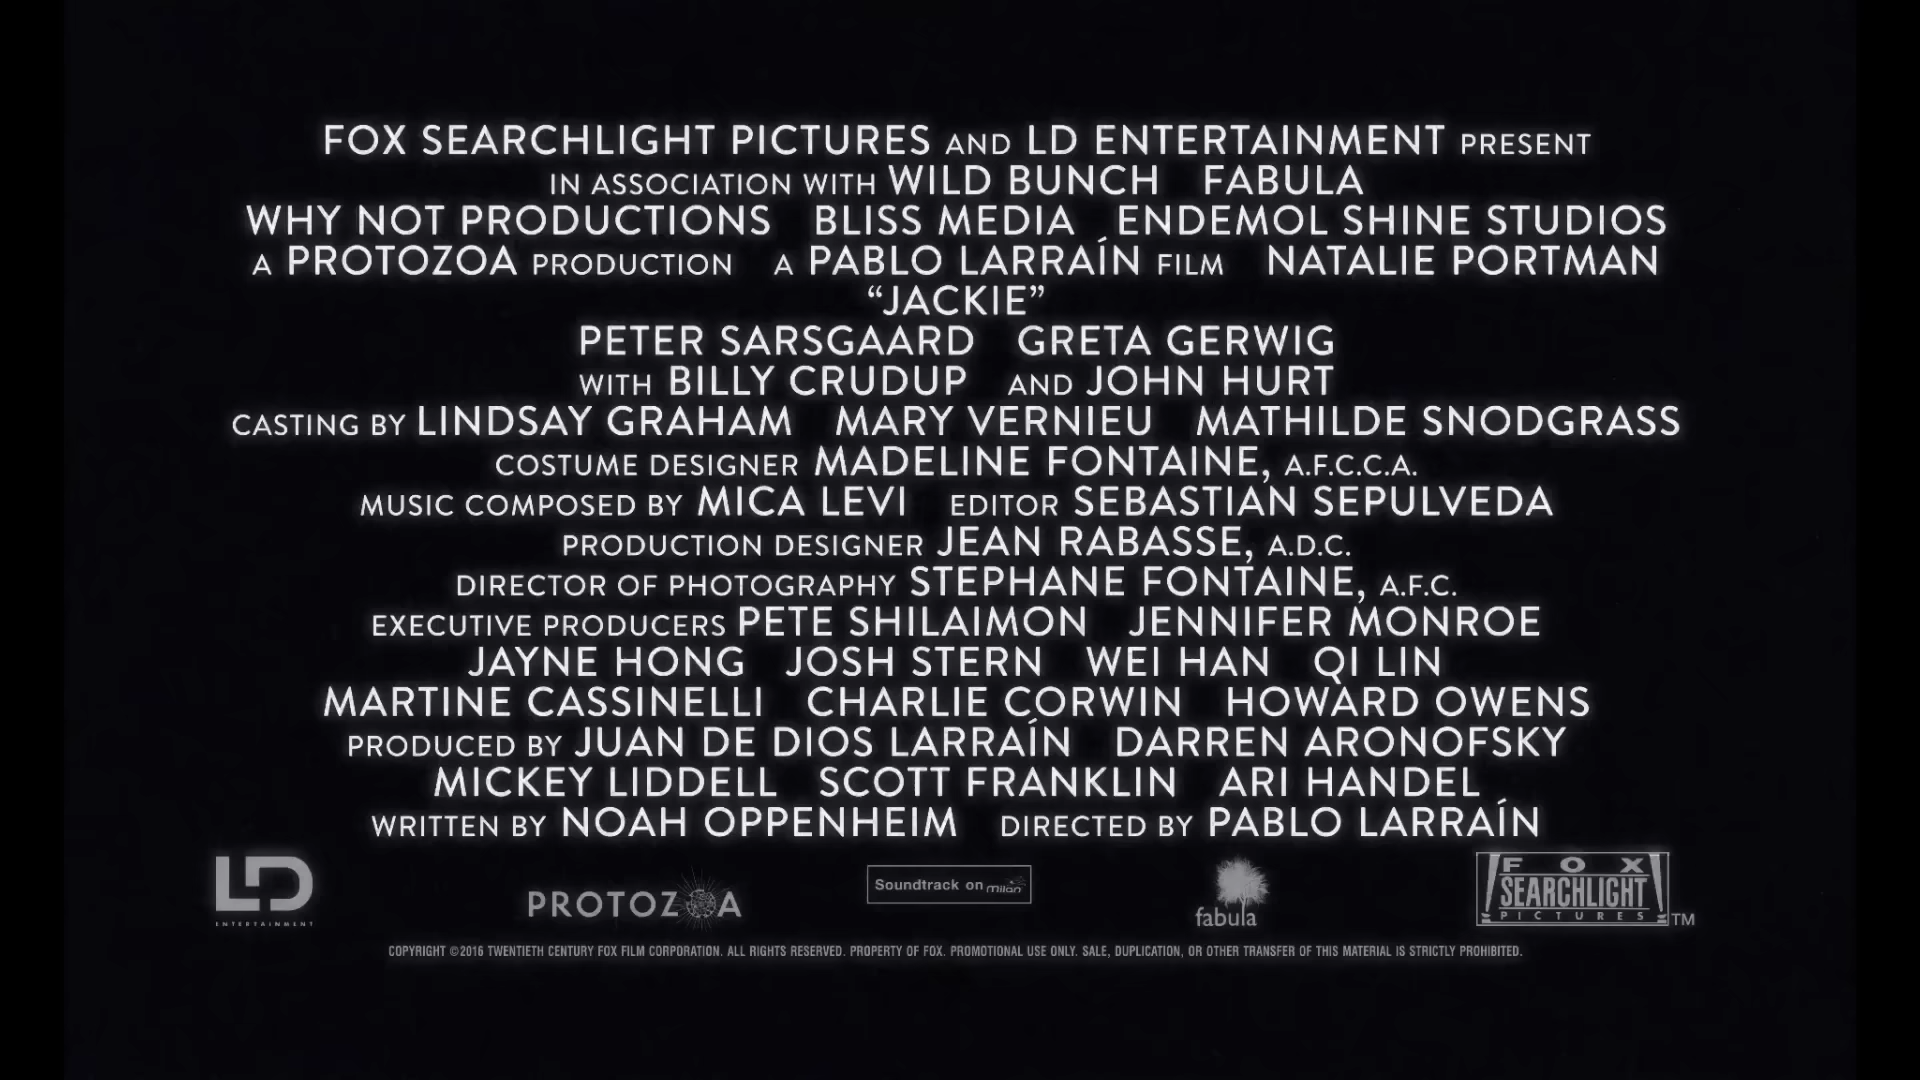 FOX SEARCHLIGHT PICTURES AND LD ENTERTAINMENT PRESENT
IN ASSOCIATION WITH WILD BUNCH FABULA
WHY NOT PRODUCTIONS BLISS MEDIA ENDEMOL SHINE STUDIOS
A PROTOZOA PRODUCTION A PABLO LARRAÍN FILM NATALIE PORTMAN
“JACKIE”
PETER SARSGAARD GRETA GERWIG
WITH BILLY CRUDUP AND JOHN HURT
CASTING BY LINDSAY GRAHAM MARY VERNIEU MATHILDE SNODGRASS
COSTUME DESIGNER MADELINE FONTAINE, A.F.C.C.A.
MUSIC COMPOSED BY MICA LEVI EDITOR SEBASTIAN SEPULVEDA
PRODUCTION DESIGNER JEAN RABASSE, A.D.C.
DIRECTOR OF PHOTOGRAPHY STEPHANE FONTAINE, A.F.C.
EXECUTIVE PRODUCERS PETE SHILAIMON JENNIFER MONROE
JAYNE HONG JOSH STERN WEI HAN QI LIN
MARTINE CASSINELLI CHARLIE CORWIN HOWARD OWENS
PRODUCED BY JUAN DE DIOS LARRAÍN DARREN ARONOFSKY
MICKEY LIDDELL SCOTT FRANKLIN ARI HANDEL
WRITTEN BY NOAH OPPENHEIM DIRECTED BY PABLO LARRAÍN
LD ENTERTAINMENT
PROTOZOA
Soundtrack on milan
fabula
FOX SEARCHLIGHT PICTURES TM
COPYRIGHT ©2016 TWENTIETH CENTURY FOX FILM CORPORATION. ALL RIGHTS RESERVED. PROPERTY OF FOX. PROMOTIONAL USE ONLY. SALE, DUPLICATION, OR OTHER TRANSFER OF THIS MATERIAL IS STRICTLY PROHIBITED.